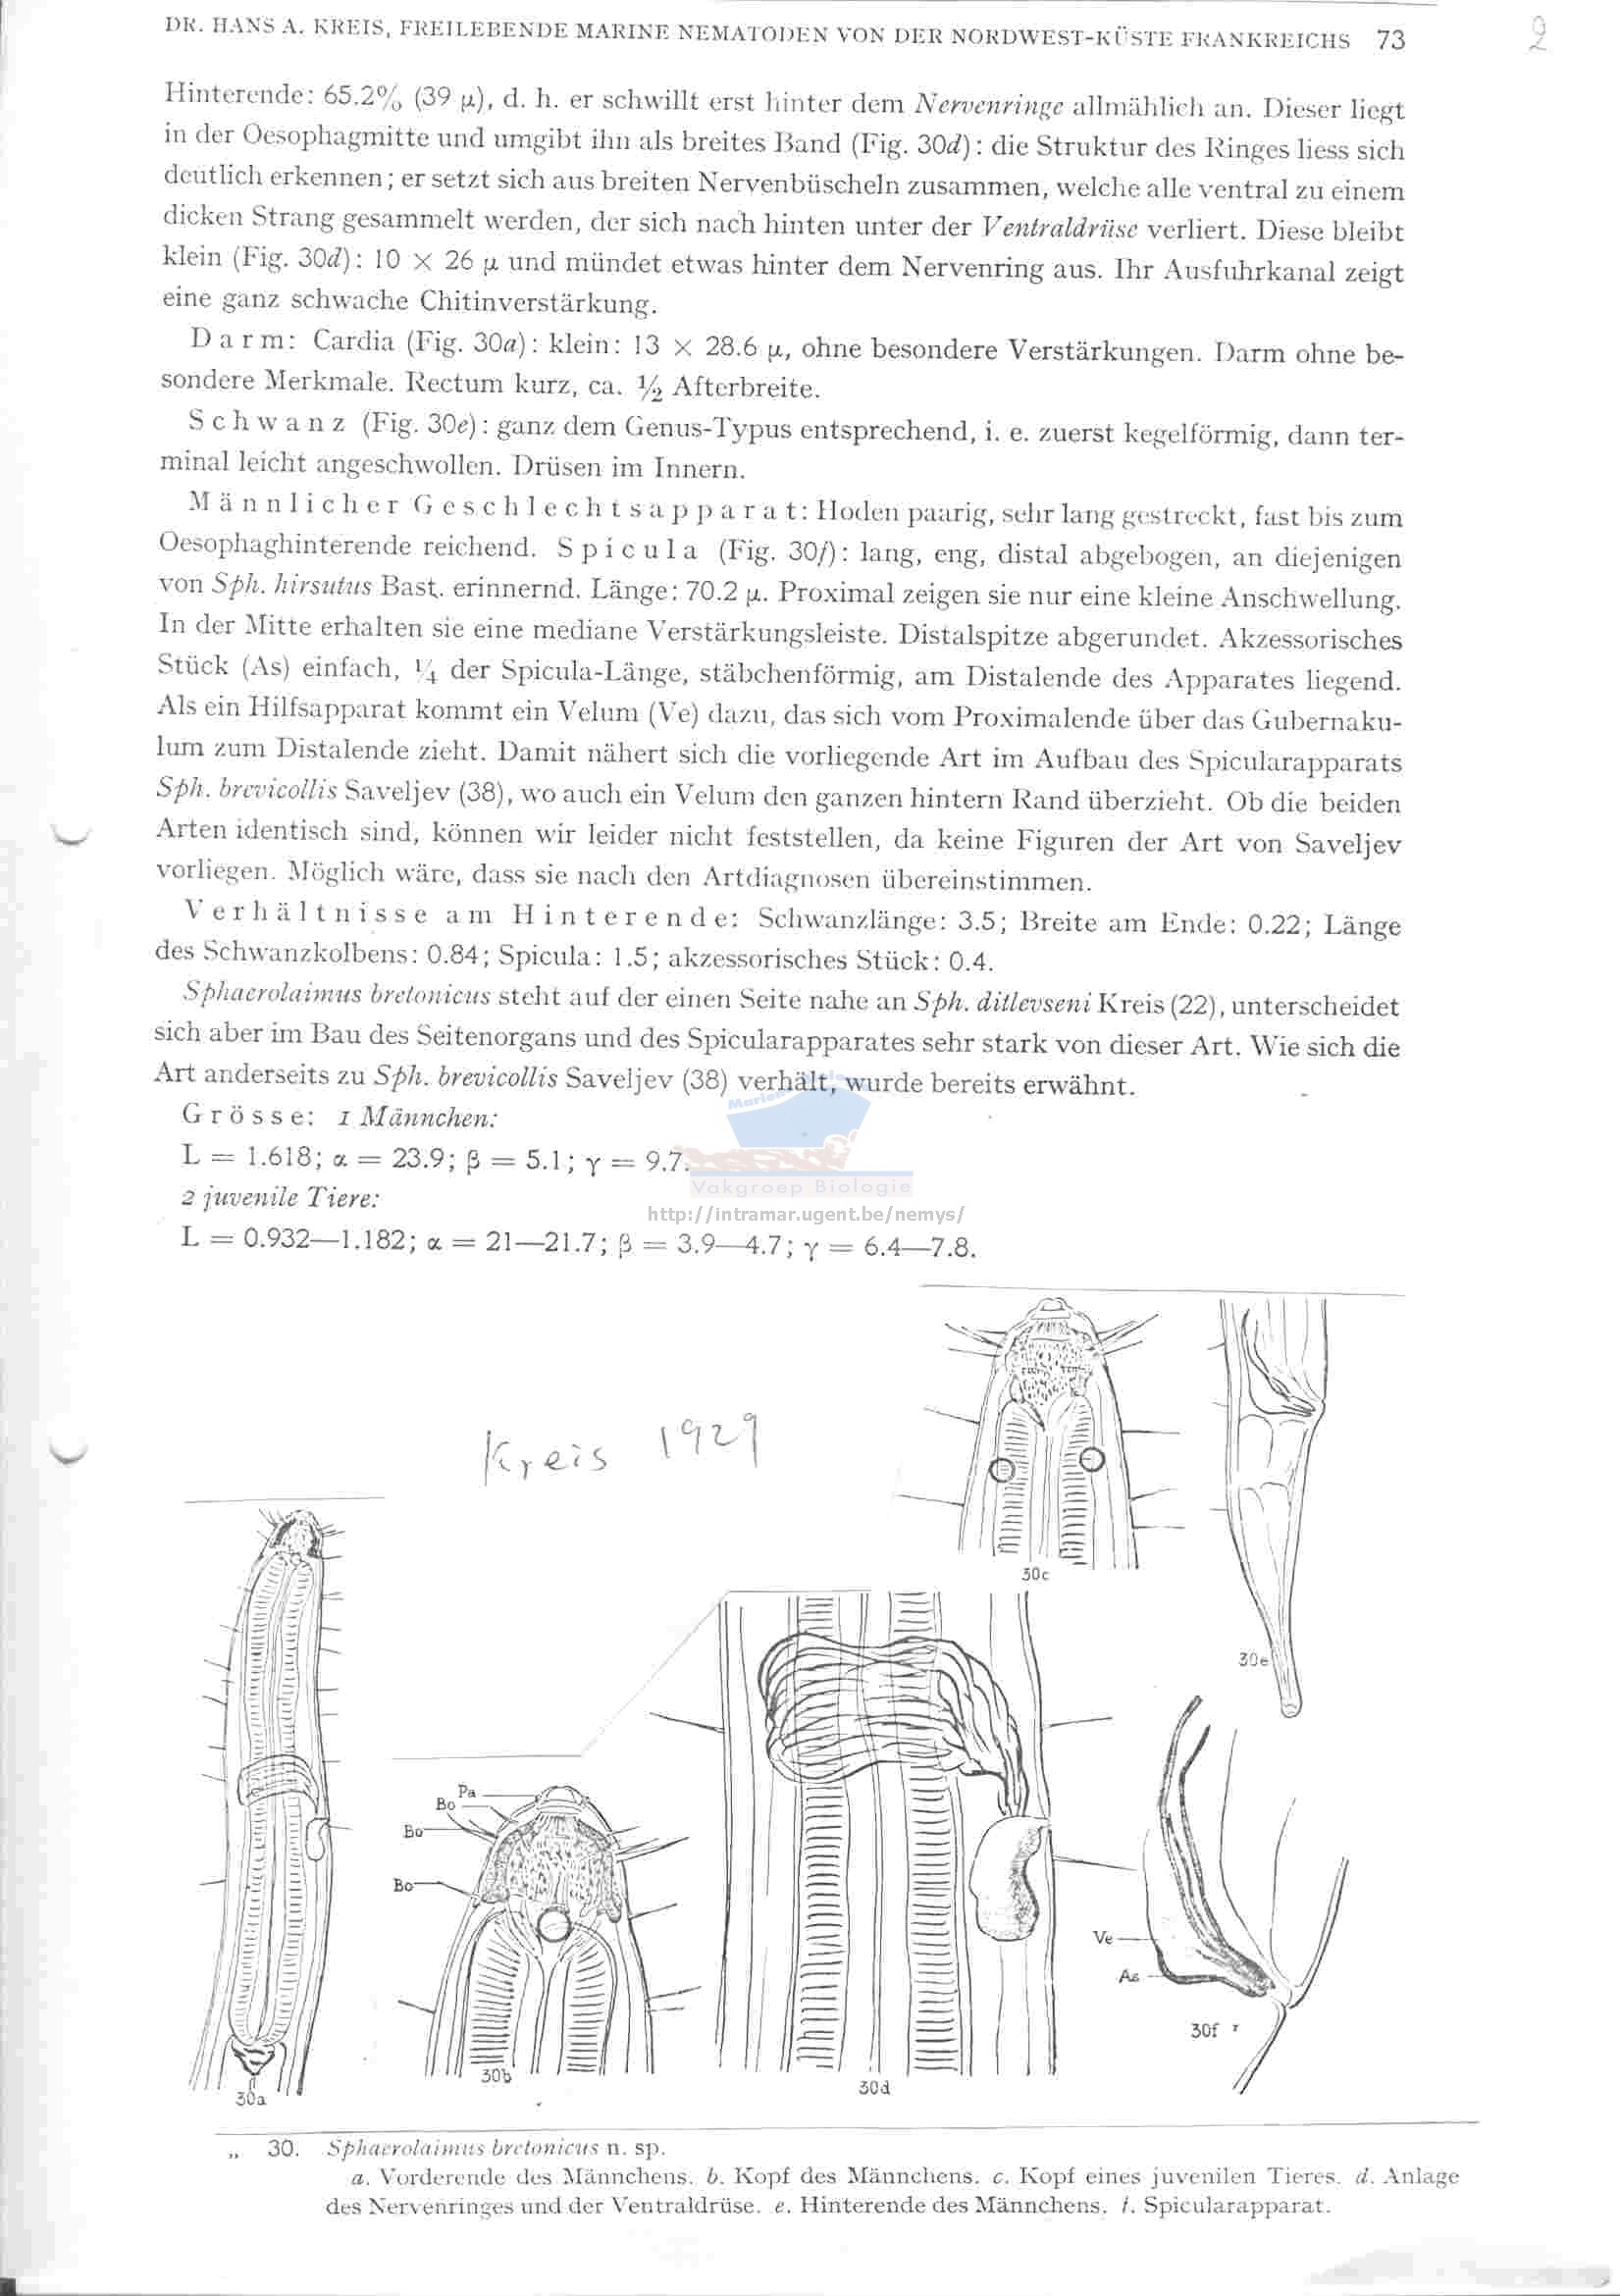 DR. HANS A. KREIS, FREILEBENDE MARINE NEMATODEN VON DER NORDWEST-KÜSTE FRANKREICHS 73
2
Hinterende: 65.2% (39 µ), d. h. er schwillt erst hinter dem Nervenringe allmählich an. Dieser liegt
in der Oesophagmitte und umgibt ihn als breites Band (Fig. 30d): die Struktur des Ringes liess sich
deutlich erkennen; er setzt sich aus breiten Nervenbüscheln zusammen, welche alle ventral zu einem
dicken Strang gesammelt werden, der sich nach hinten unter der Ventraldrüse verliert. Diese bleibt
klein (Fig. 30d): 10 × 26 µ und mündet etwas hinter dem Nervenring aus. Ihr Ausfuhrkanal zeigt
eine ganz schwache Chitinverstärkung.
Darm: Cardia (Fig. 30a): klein: 13 × 28.6 µ, ohne besondere Verstärkungen. Darm ohne be-
sondere Merkmale. Rectum kurz, ca. ½ Afterbreite.
Schwanz (Fig. 30e): ganz dem Genus-Typus entsprechend, i. e. zuerst kegelförmig, dann ter-
minal leicht angeschwollen. Drüsen im Innern.
Männlicher Geschlechtsapparat: Hoden paarig, sehr lang gestreckt, fast bis zum
Oesophaghinterende reichend. Spicula (Fig. 30f): lang, eng, distal abgebogen, an diejenigen
von Sph. hirsutus Bast. erinnernd. Länge: 70.2 µ. Proximal zeigen sie nur eine kleine Anschwellung.
In der Mitte erhalten sie eine mediane Verstärkungsleiste. Distalspitze abgerundet. Akzessorisches
Stück (As) einfach, ¼ der Spicula-Länge, stäbchenförmig, am Distalende des Apparates liegend.
Als ein Hilfsapparat kommt ein Velum (Ve) dazu, das sich vom Proximalende über das Gubernaku-
lum zum Distalende zieht. Damit nähert sich die vorliegende Art im Aufbau des Spicularapparats
Sph. brevicollis Saveljev (38), wo auch ein Velum den ganzen hintern Rand überzieht. Ob die beiden
Arten identisch sind, können wir leider nicht feststellen, da keine Figuren der Art von Saveljev
vorliegen. Möglich wäre, dass sie nach den Artdiagnosen übereinstimmen.
Verhältnisse am Hinterende: Schwanzlänge: 3.5; Breite am Ende: 0.22; Länge
des Schwanzkolbens: 0.84; Spicula: 1.5; akzessorisches Stück: 0.4.
Sphaerolaimus bretonicus steht auf der einen Seite nahe an Sph. ditlevseni Kreis (22), unterscheidet
sich aber im Bau des Seitenorgans und des Spicularapparates sehr stark von dieser Art. Wie sich die
Art anderseits zu Sph. brevicollis Saveljev (38) verhält, wurde bereits erwähnt.
Grösse: 1 Männchen:
L = 1.618; α = 23.9; β = 5.1; γ = 9.7.
Vakgroep Biologie
2 juvenile Tiere:
http://intramar.ugent.be/nemys/
L = 0.932—1.182; α = 21—21.7; β = 3.9—4.7; γ = 6.4—7.8.
Kreis 1929
30c
30e
Pa
Bo
Bo
Bo
Ve
As
30f
30b
30d
30a
„ 30. Sphaerolaimus bretonicus n. sp.
a. Vorderende des Männchens. b. Kopf des Männchens. c. Kopf eines juvenilen Tieres. d. Anlage
des Nervenringes und der Ventraldrüse. e. Hinterende des Männchens. f. Spicularapparat.